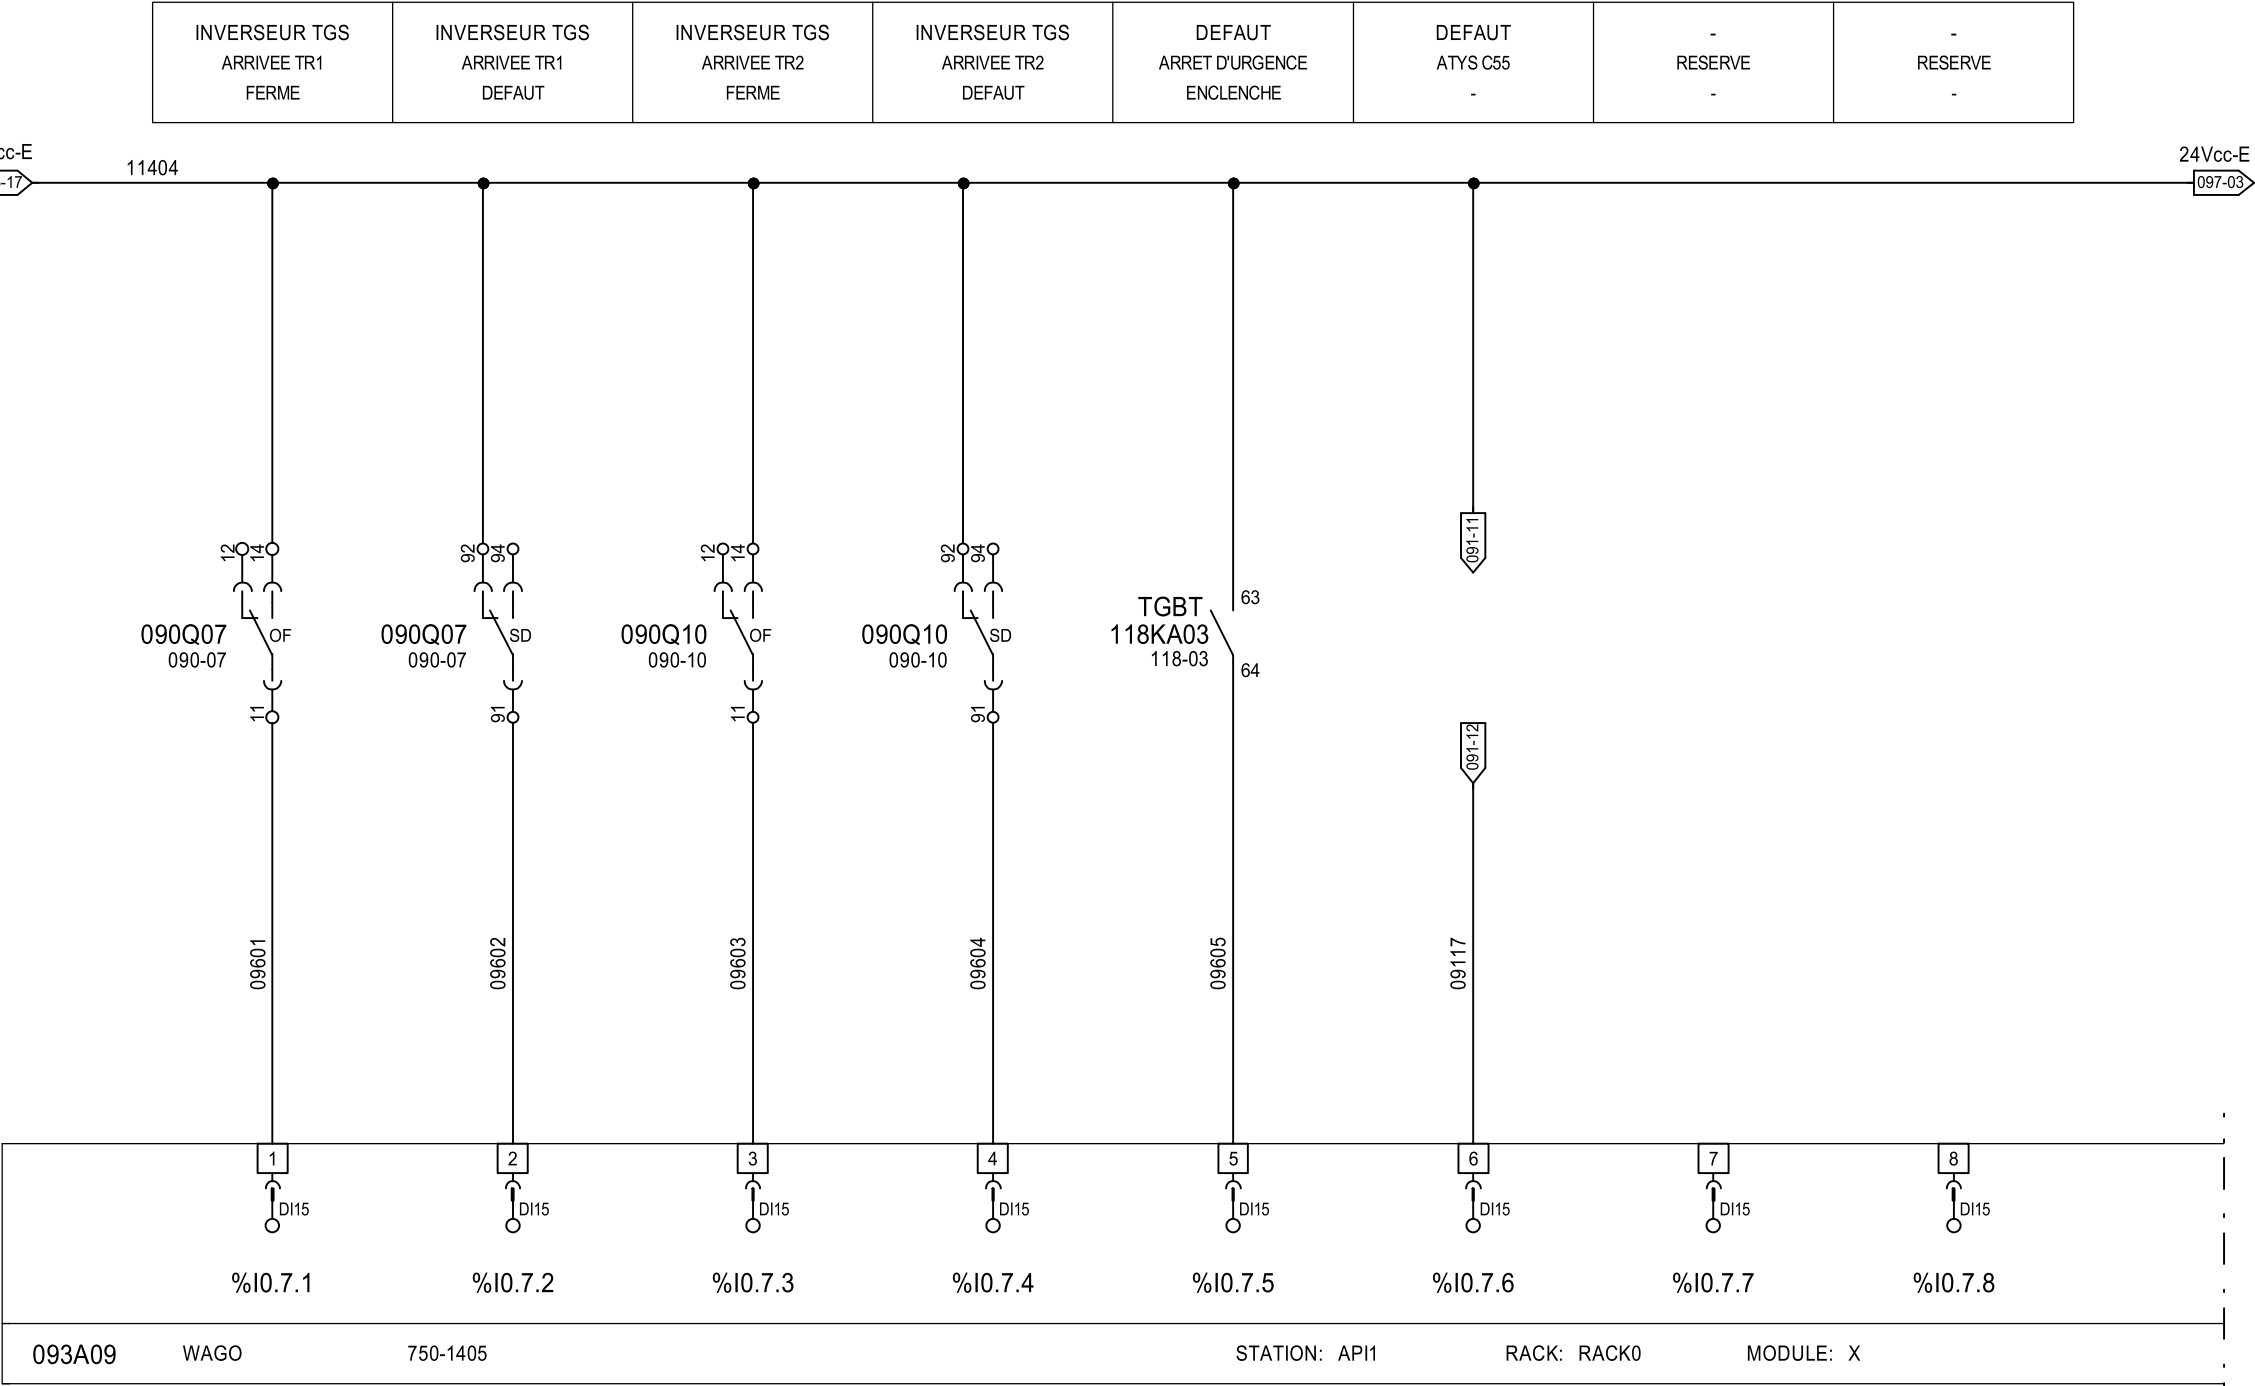 INVERSEUR TGS
ARRIVEE TR1
FERME
INVERSEUR TGS
ARRIVEE TR1
DEFAUT
INVERSEUR TGS
ARRIVEE TR2
FERME
INVERSEUR TGS
ARRIVEE TR2
DEFAUT
DEFAUT
ARRET D'URGENCE
ENCLENCHE
DEFAUT
ATYS C55
-
-
RESERVE
-
-
RESERVE
-
cc-E
-17
11404
24Vcc-E
097-03
12
14
090Q07
090-07
OF
11
92
94
090Q07
090-07
SD
91
12
14
090Q10
090-10
OF
11
92
94
090Q10
090-10
SD
91
63
TGBT
118KA03
118-03
64
091-11
091-12
09601
09602
09603
09604
09605
09117
1
2
3
4
5
6
7
8
DI15
DI15
DI15
DI15
DI15
DI15
DI15
DI15
%I0.7.1
%I0.7.2
%I0.7.3
%I0.7.4
%I0.7.5
%I0.7.6
%I0.7.7
%I0.7.8
093A09 WAGO 750-1405 STATION: API1 RACK: RACK0 MODULE: X